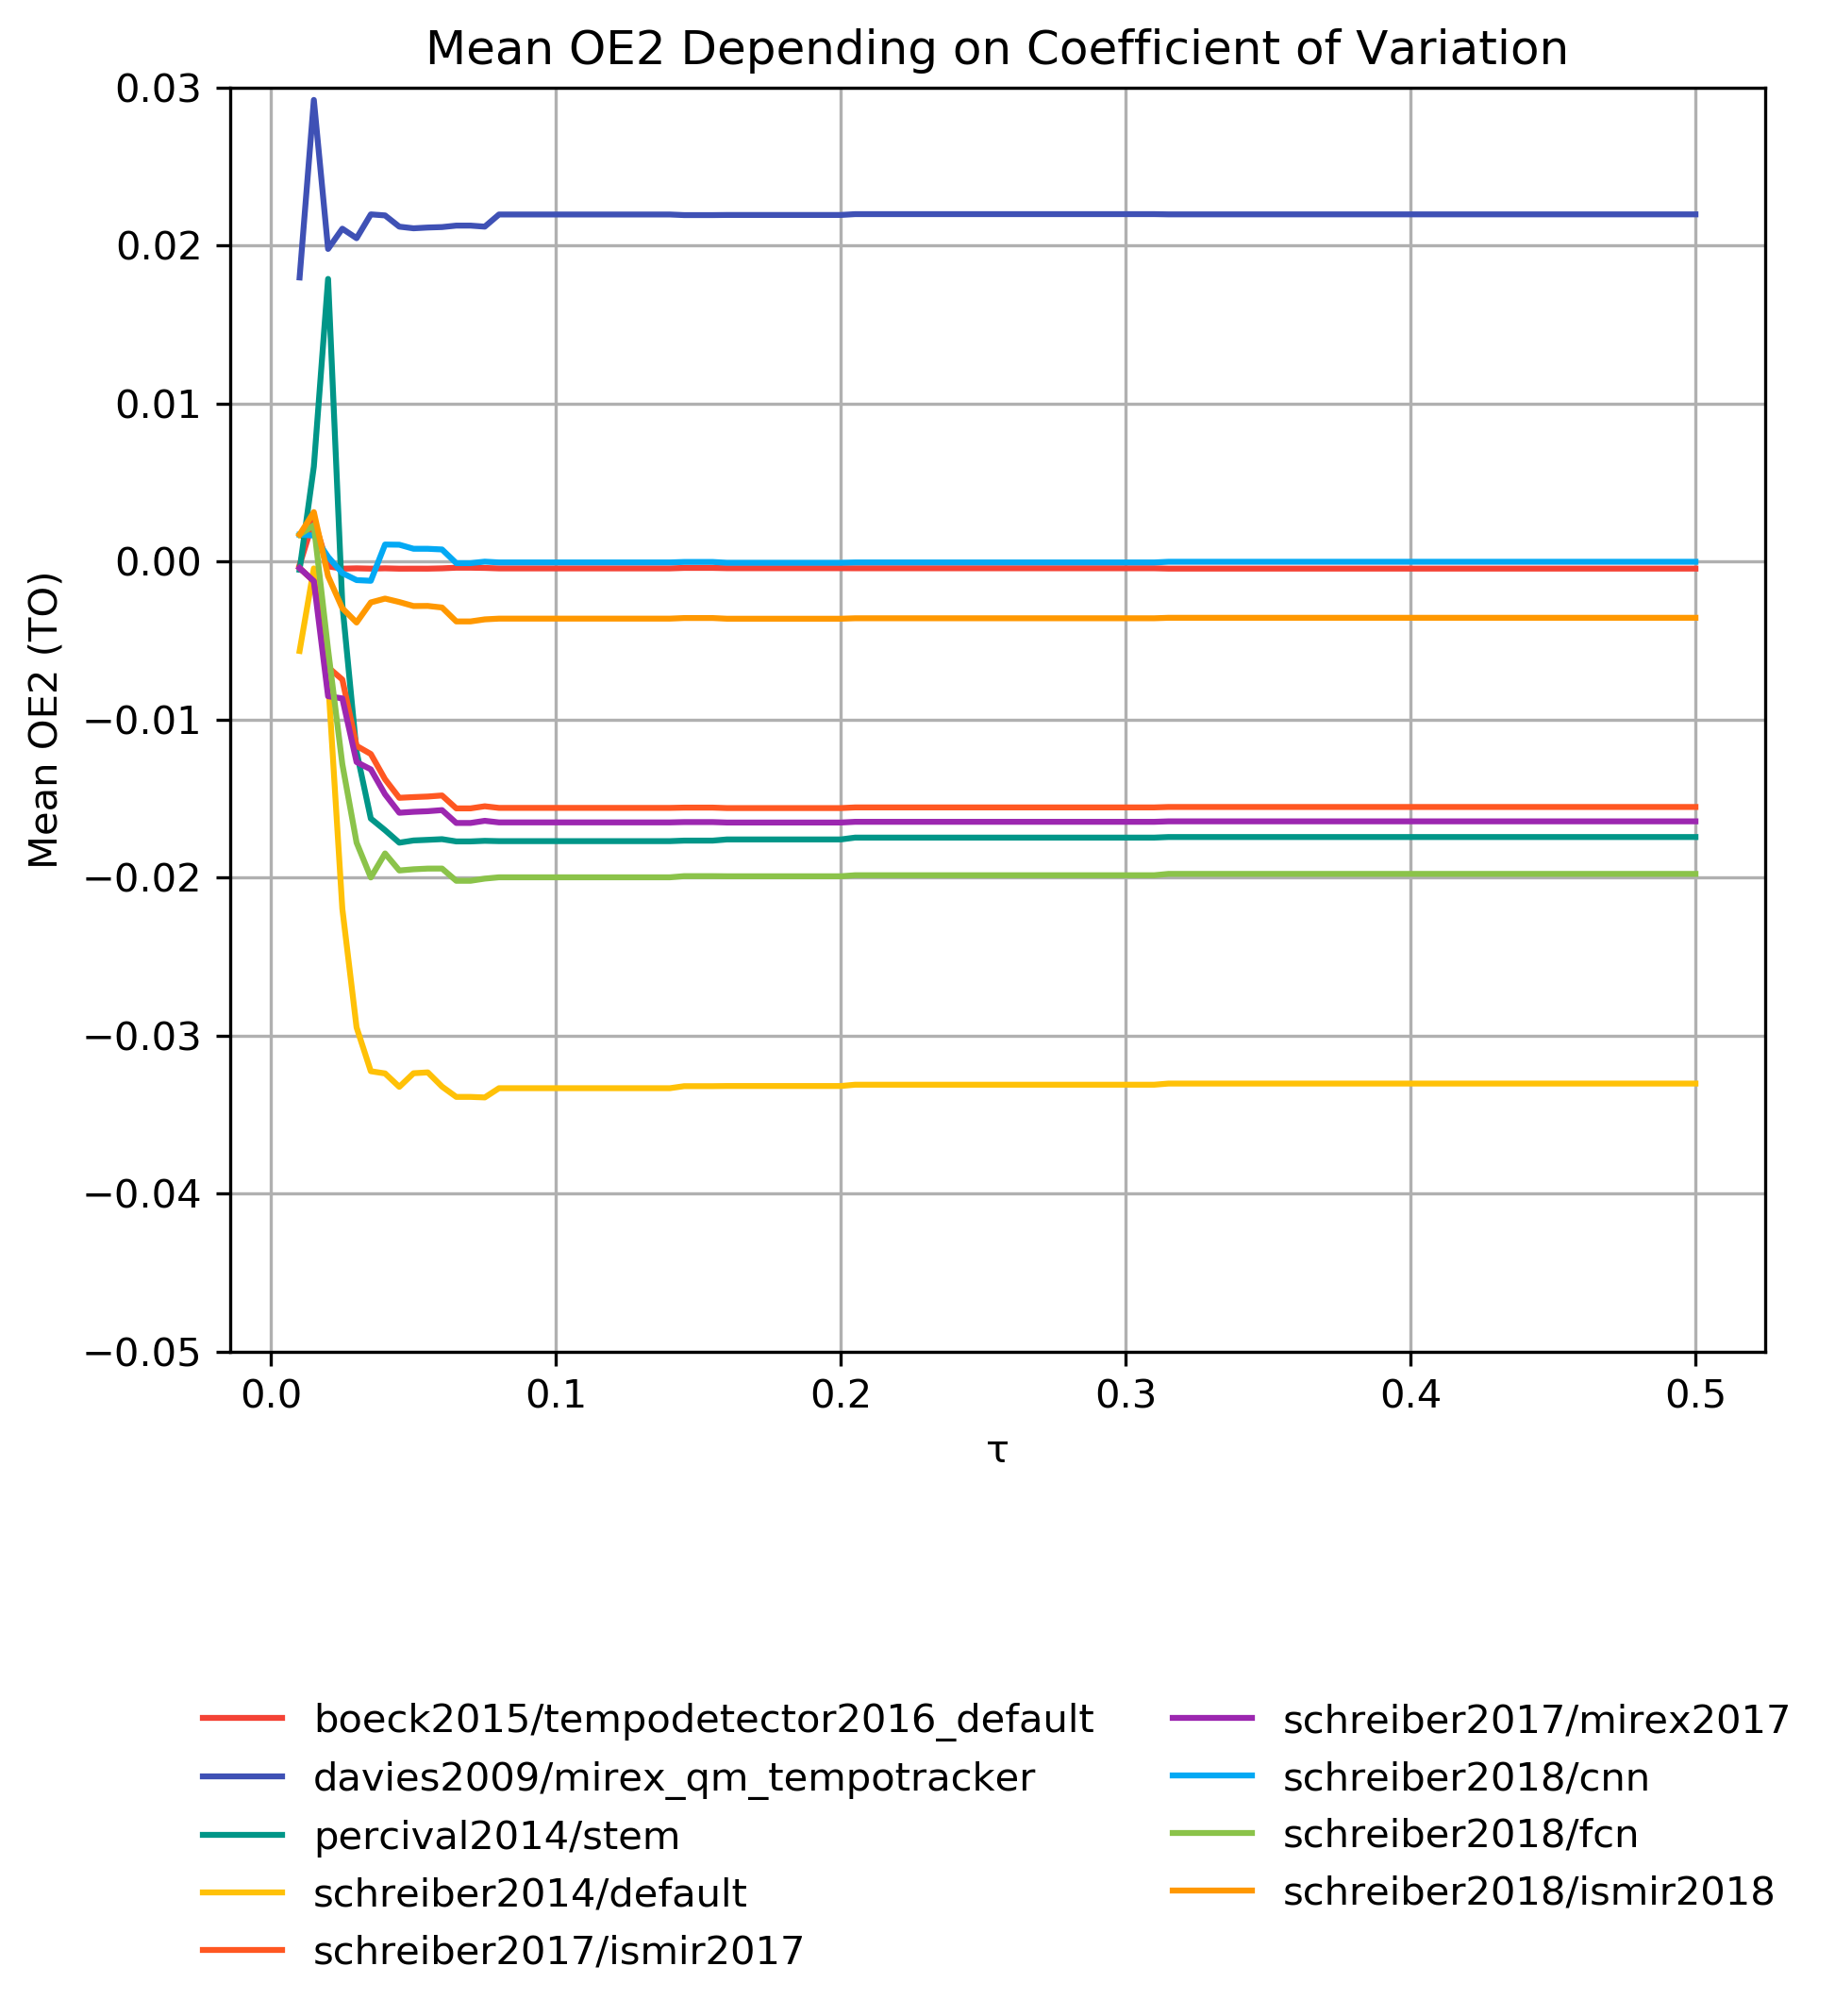 Mean OE2 Depending on Coefficient of Variation
0.03
0.02
0.01
0.00
−0.01
−0.02
−0.03
−0.04
−0.05
Mean OE2 (TO)
0.0 0.1 0.2 0.3 0.4 0.5
τ
boeck2015/tempodetector2016_default
davies2009/mirex_qm_tempotracker
percival2014/stem
schreiber2014/default
schreiber2017/ismir2017
schreiber2017/mirex2017
schreiber2018/cnn
schreiber2018/fcn
schreiber2018/ismir2018